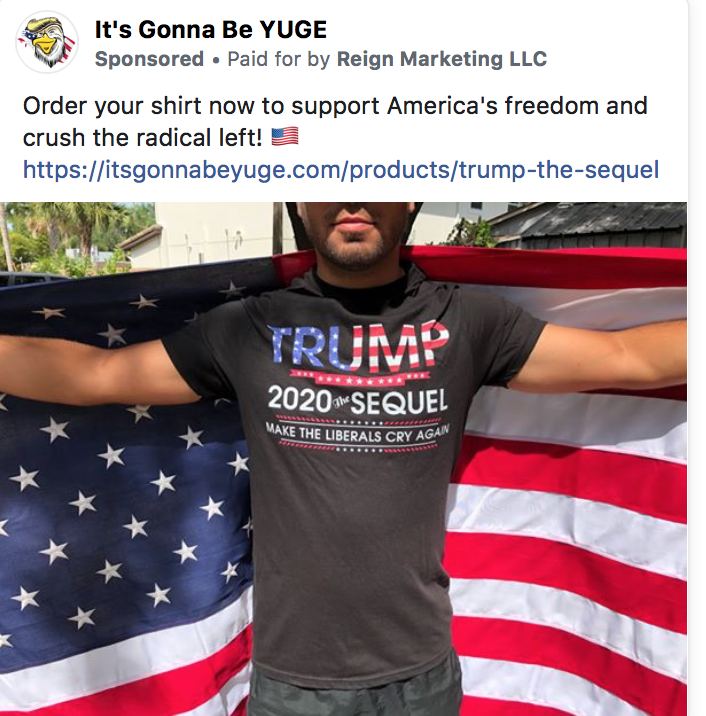 It's Gonna Be YUGE
Sponsored • Paid for by Reign Marketing LLC
Order your shirt now to support America's freedom and
crush the radical left! 🇺🇸
https://itsgonnabeyuge.com/products/trump-the-sequel
TRUMP
2020 The SEQUEL
MAKE THE LIBERALS CRY AGAIN